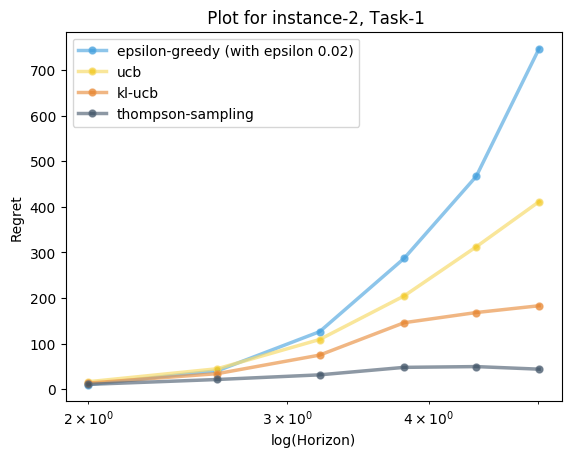 Plot for instance-2, Task-1
epsilon-greedy (with epsilon 0.02)
ucb
kl-ucb
thompson-sampling
Regret
700
600
500
400
300
200
100
0
2 × 10⁰
3 × 10⁰
4 × 10⁰
log(Horizon)